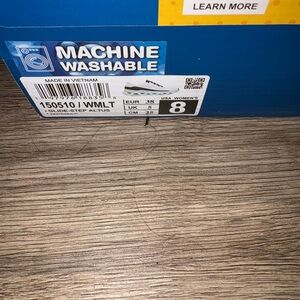 LEARN MORE
MACHINE
WASHABLE
MADE IN VIETNAM
150510 / WMLT
SLIDE-STEP ALTUS
EUR 38
UK 5
CM 25
USA WOMEN'S
8